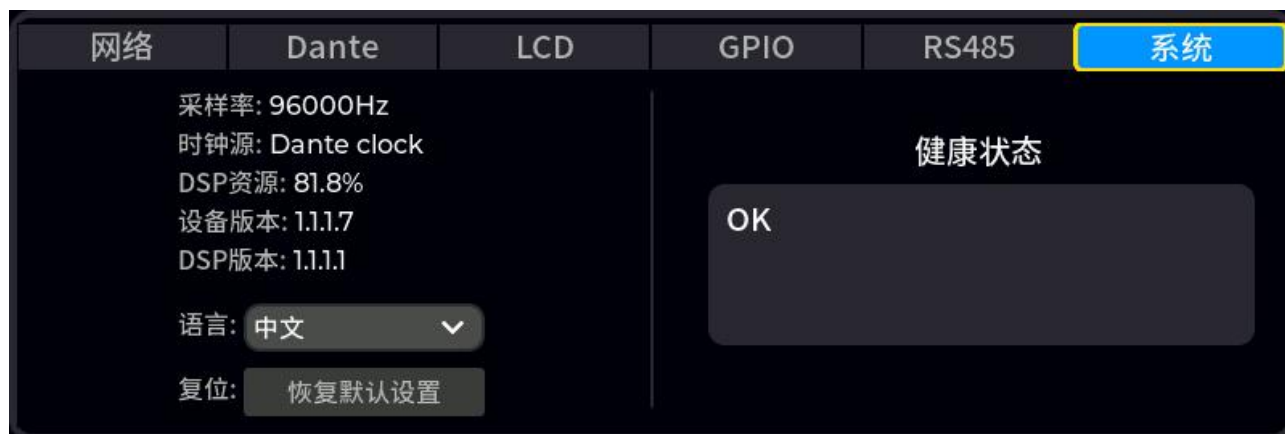 网络 Dante LCD GPIO RS485 系统
采样率: 96000Hz
时钟源: Dante clock
DSP资源: 81.8%
设备版本: 1.1.1.7
DSP版本: 1.1.1.1
语言: 中文
复位: 恢复默认设置
健康状态
OK